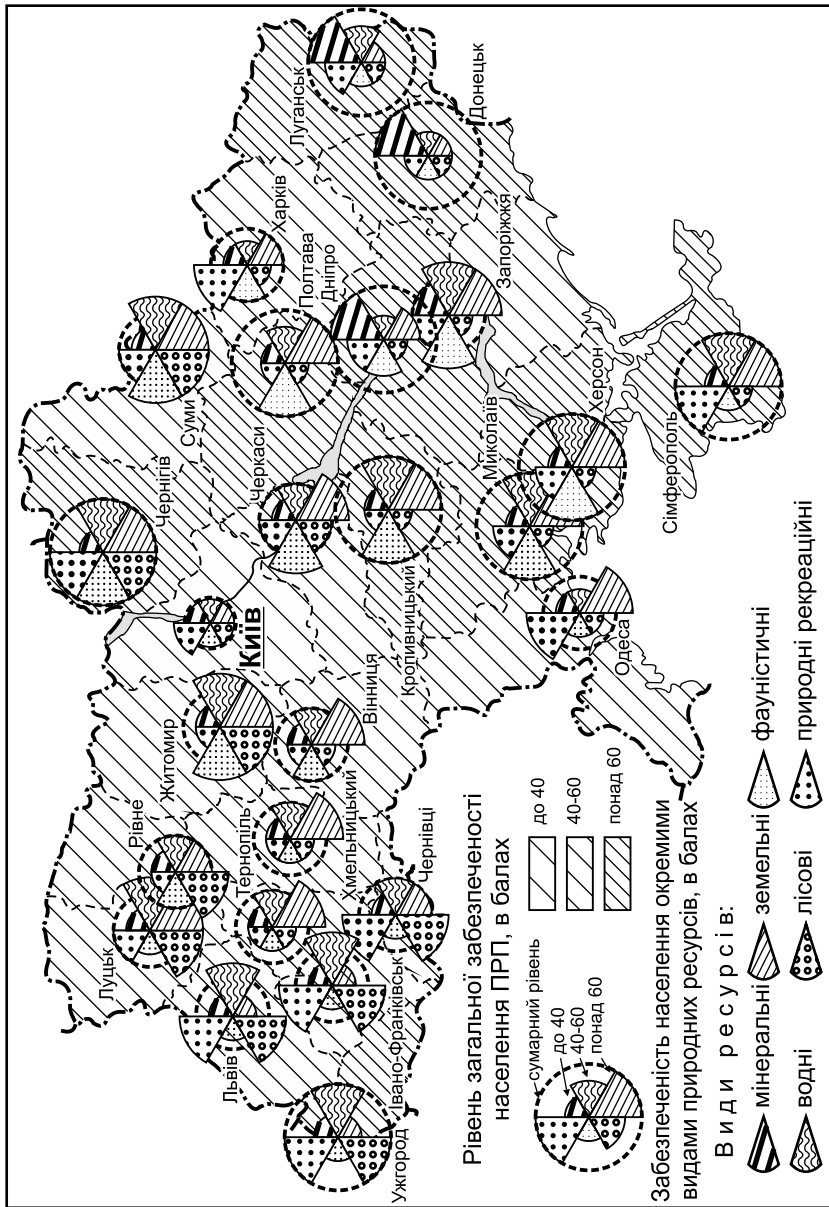 Луцьк
Рівне
Житомир
Київ
Чернігів
Суми
Львів
Тернопіль
Хмельницький
Вінниця
Черкаси
Полтава
Харків
Луганськ
Ужгород
Івано-Франківськ
Чернівці
Кропивницький
Дніпро
Донецьк
Запоріжжя
Миколаїв
Херсон
Одеса
Сімферополь
Рівень загальної забезпеченості
населення ПРП, в балах
сумарний рівень
до 40
40-60
понад 60
до 40
40-60
понад 60
Забезпеченість населення окремими
видами природних ресурсів, в балах
Види ресурсів:
мінеральні
земельні
фауністичні
водні
лісові
природні рекреаційні